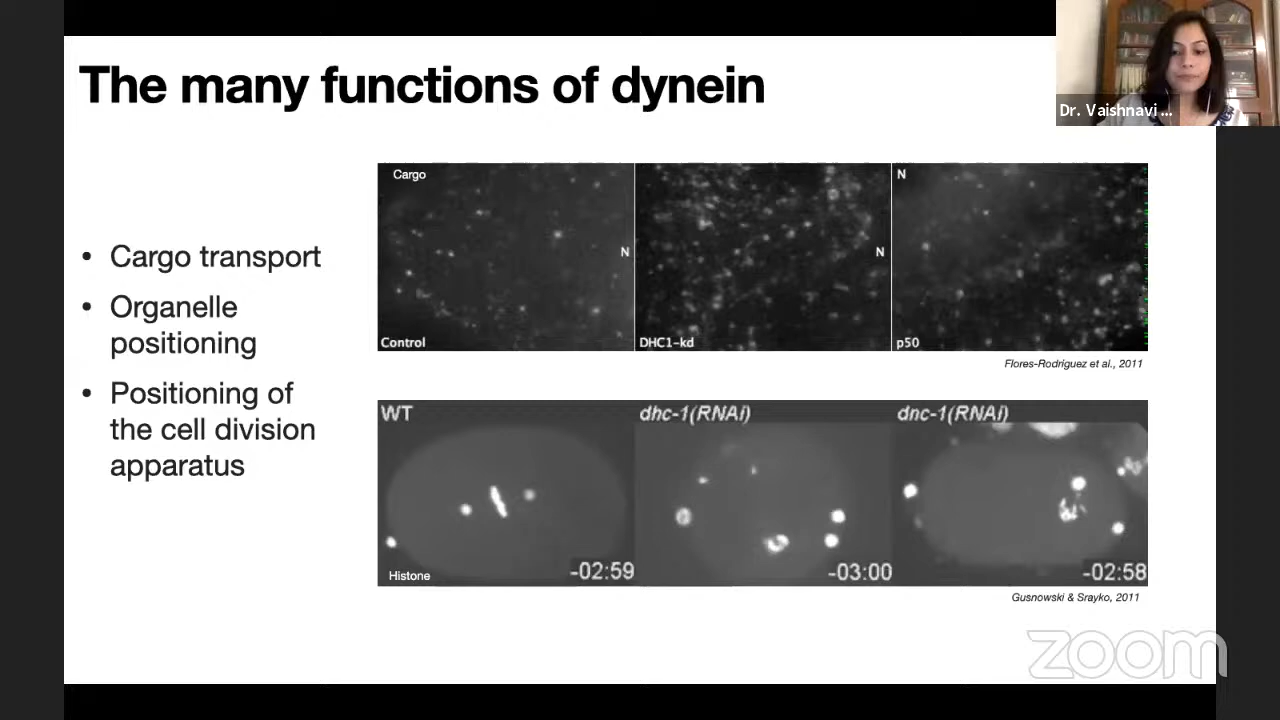 The many functions of dynein
Dr. Vaishnavi ...
• Cargo transport
• Organelle
positioning
• Positioning of
the cell division
apparatus
Cargo
N
N
N
Control
DHC1-kd
p50
Flores-Rodriguez et al., 2011
WT
dhc-1(RNAi)
dnc-1(RNAi)
Histone
-02:59
-03:00
-02:58
Gusnowski & Srayko, 2011
zoom